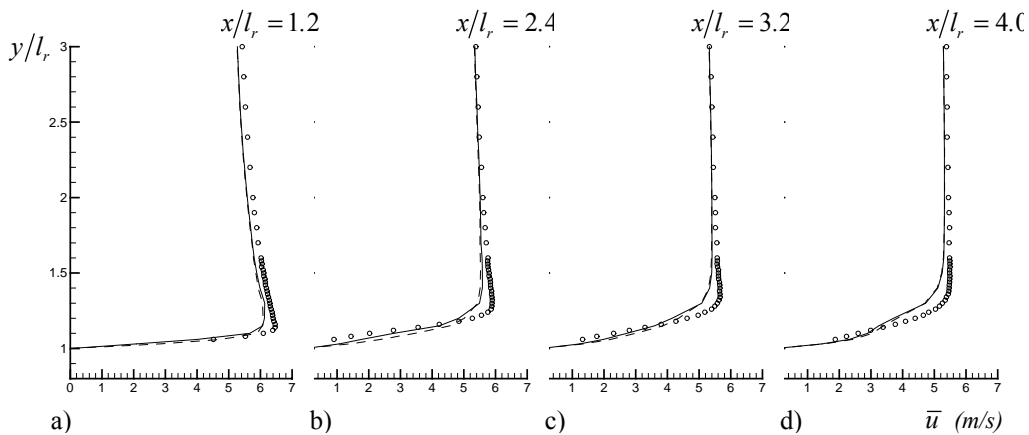 x/l_r = 1.2
x/l_r = 2.4
x/l_r = 3.2
x/l_r = 4.0
y/l_r
3
2.5
2
1.5
1
0 1 2 3 4 5 6 7
1 2 3 4 5 6 7
1 2 3 4 5 6 7
1 2 3 4 5 6 7
a)
b)
c)
d)
u̅ (m/s)